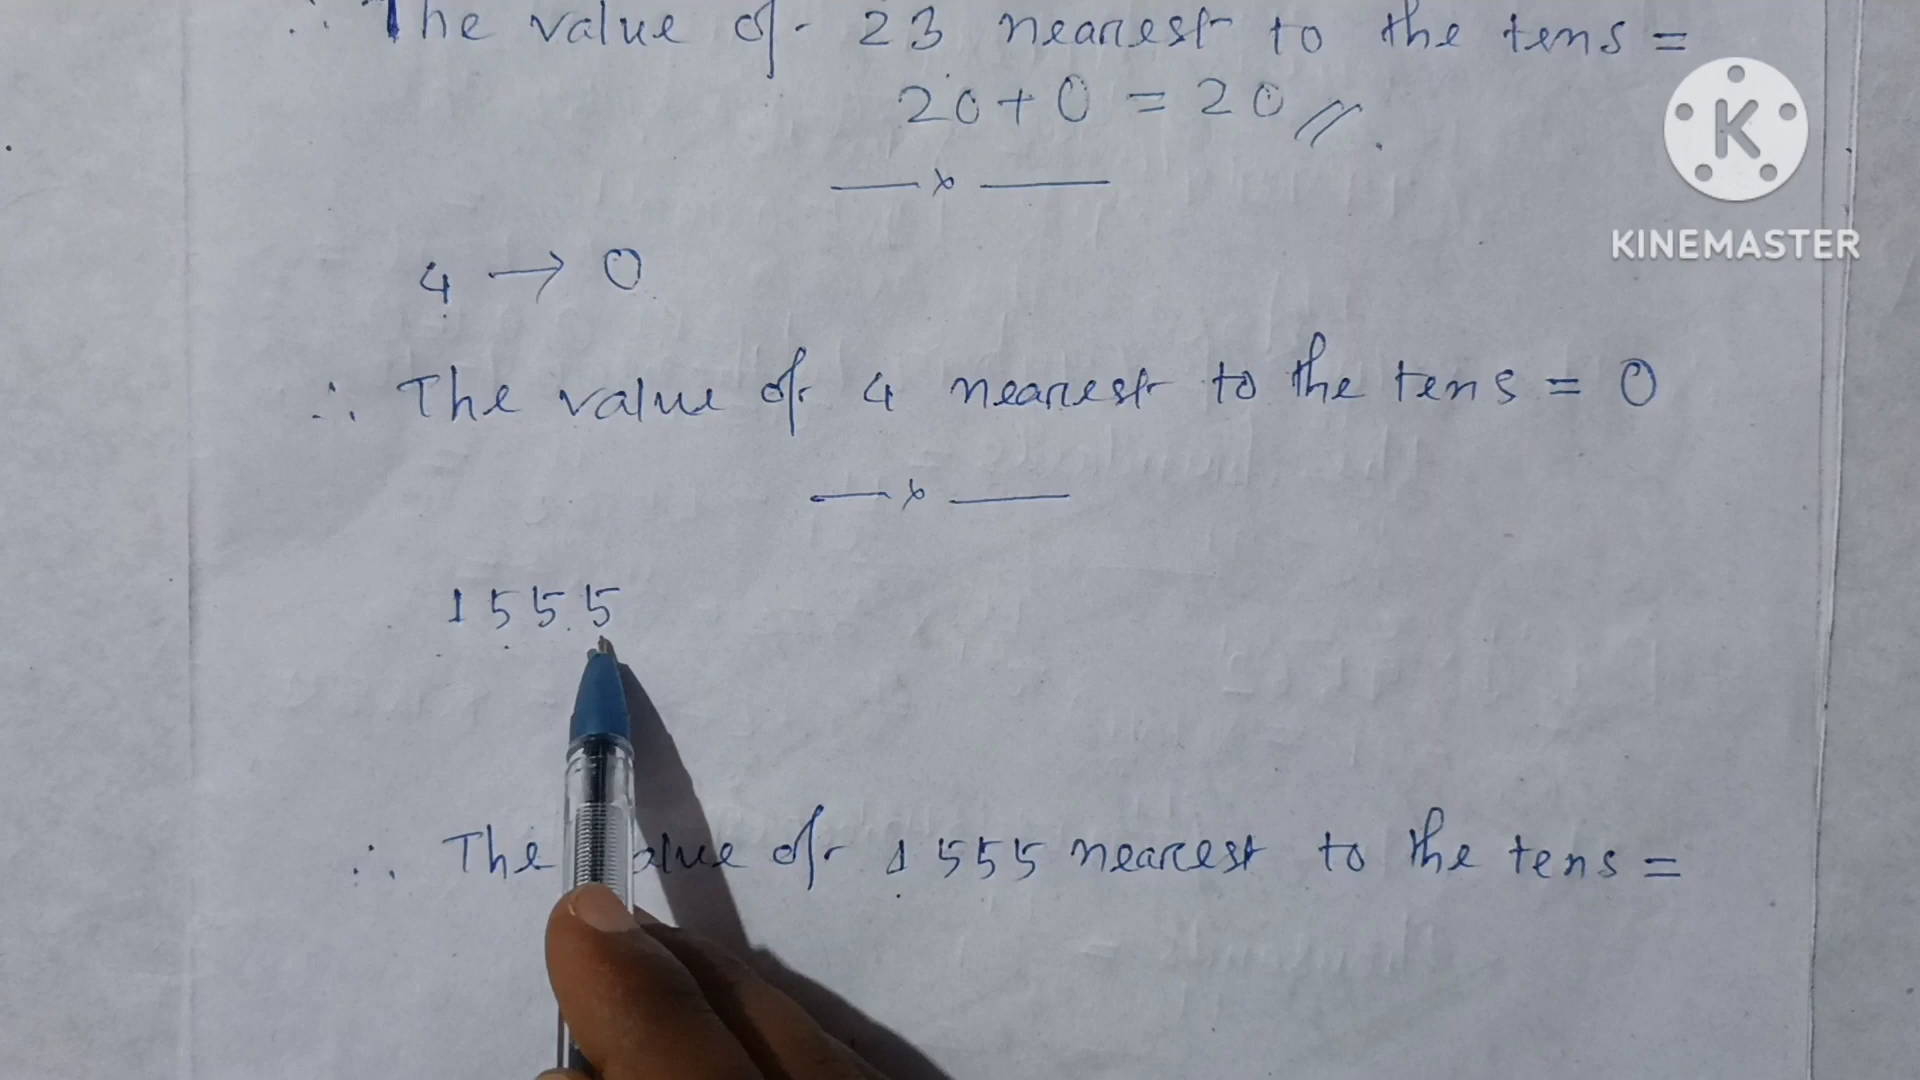 ∴ The value of 23 nearest to the tens =
20 + 0 = 20 //.
K
KINEMASTER
4 → 0
∴ The value of 4 nearest to the tens = 0
1555
∴ The value of 1555 nearest to the tens =